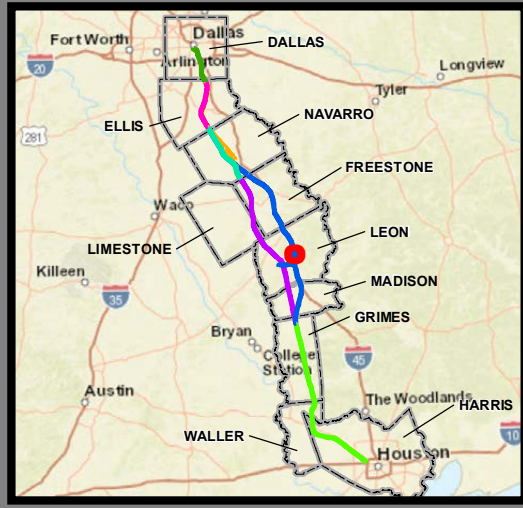 Fort Worth
Dallas
DALLAS
Arlington
20
Longview
Tyler
281
ELLIS
NAVARRO
FREESTONE
Waco
LEON
LIMESTONE
Killeen
MADISON
35
GRIMES
Bryan
College
Station
45
Austin
The Woodlands
HARRIS
WALLER
Houston
10